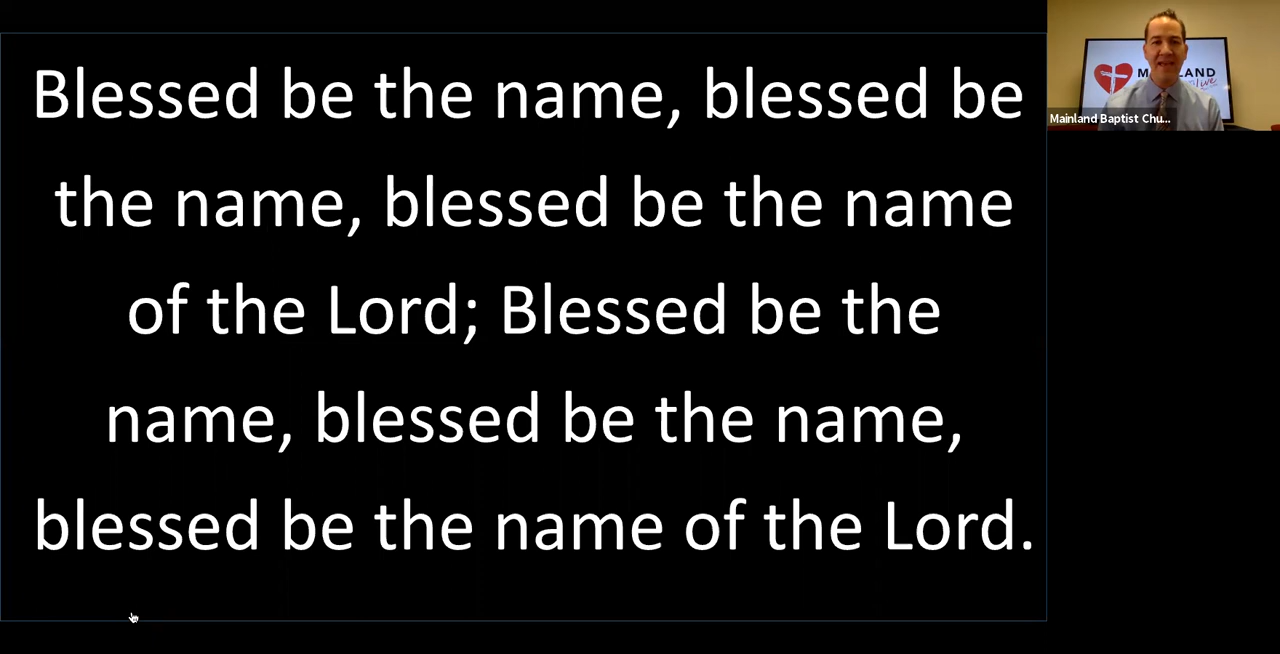 Blessed be the name, blessed be
the name, blessed be the name
of the Lord; Blessed be the
name, blessed be the name,
blessed be the name of the Lord.
Mainland Baptist Chu...